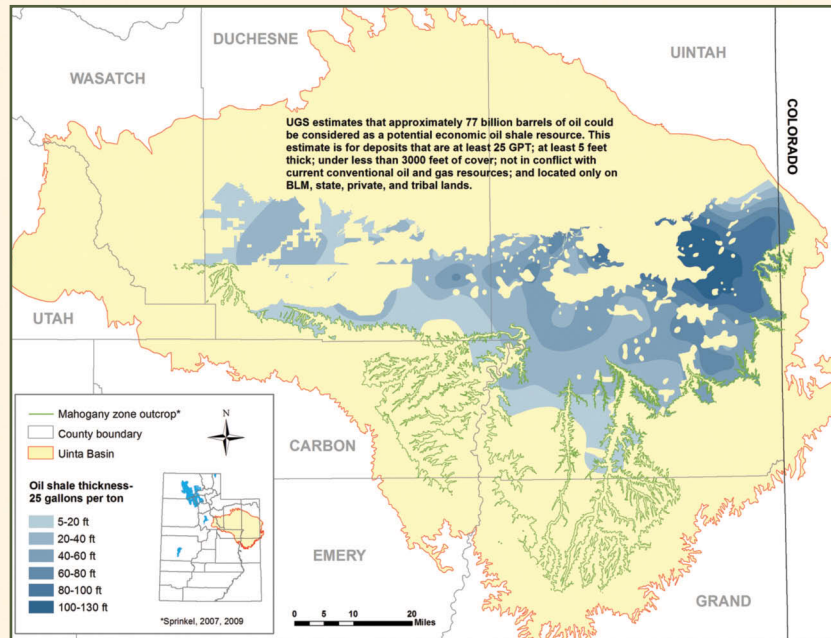 DUCHESNE
UINTAH
WASATCH
COLORADO
UGS estimates that approximately 77 billion barrels of oil could
be considered as a potential economic oil shale resource. This
estimate is for deposits that are at least 25 GPT; at least 5 feet
thick; under less than 3000 feet of cover; not in conflict with
current conventional oil and gas resources; and located only on
BLM, state, private, and tribal lands.
UTAH
CARBON
EMERY
GRAND
Mahogany zone outcrop*
County boundary
Uinta Basin
N
Oil shale thickness-
25 gallons per ton
5-20 ft
20-40 ft
40-60 ft
60-80 ft
80-100 ft
100-130 ft
*Sprinkel, 2007, 2009
0 5 10 20
Miles